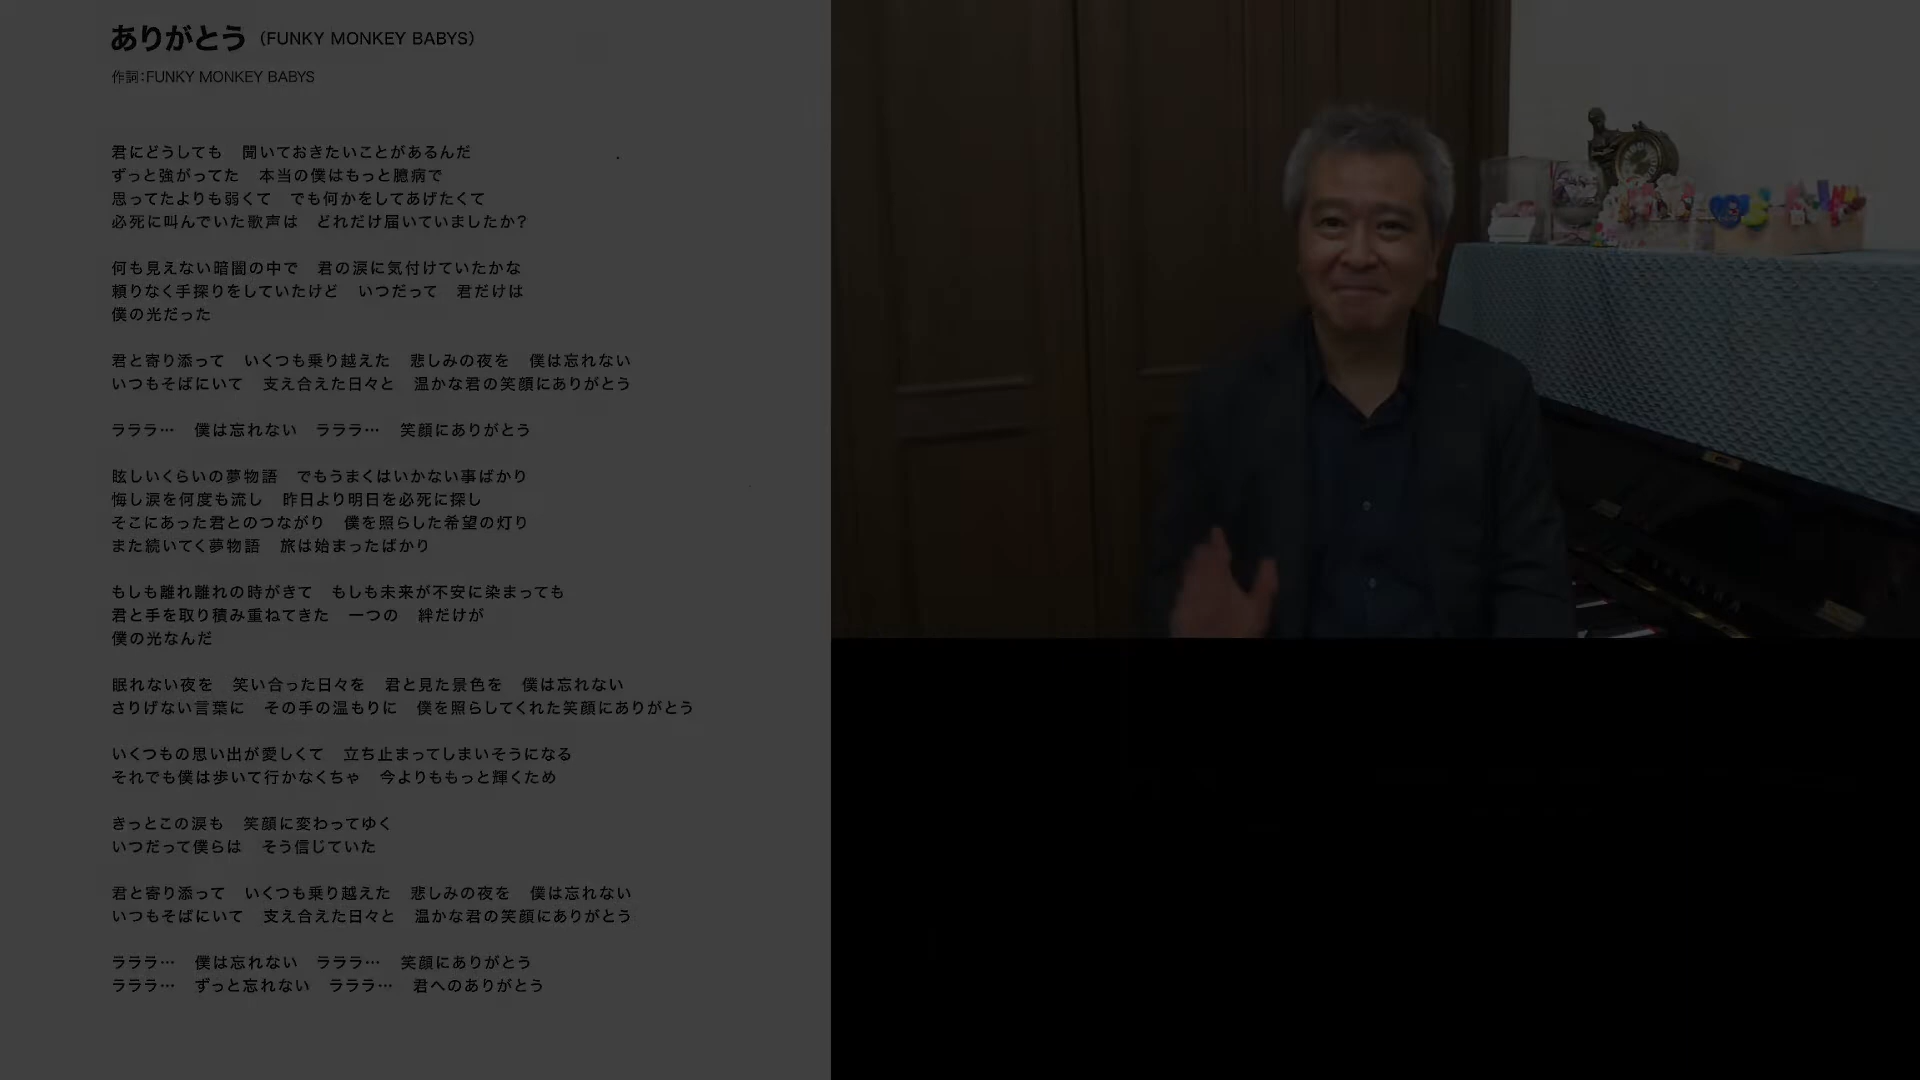 ありがとう（FUNKY MONKEY BABYS）
作詞：FUNKY MONKEY BABYS
君にどうしても　聞いておきたいことがあるんだ
ずっと強がってた　本当の僕はもっと臆病で
思ってたよりも弱くて　でも何かをしてあげたくて
必死に叫んでいた歌声は　どれだけ届いていましたか？
何も見えない暗闇の中で　君の涙に気付けていたかな
頼りなく手探りをしていたけど　いつだって　君だけは
僕の光だった
君と寄り添って　いくつも乗り越えた　悲しみの夜を　僕は忘れない
いつもそばにいて　支え合えた日々と　温かな君の笑顔にありがとう
ラララ…　僕は忘れない　ラララ…　笑顔にありがとう
眩しいくらいの夢物語　でもうまくはいかない事ばかり
悔し涙を何度も流し　昨日より明日を必死に探し
そこにあった君とのつながり　僕を照らした希望の灯り
また続いてく夢物語　旅は始まったばかり
もしも離れ離れの時がきて　もしも未来が不安に染まっても
君と手を取り積み重ねてきた　一つの　絆だけが
僕の光なんだ
眠れない夜を　笑い合った日々を　君と見た景色を　僕は忘れない
さりげない言葉に　その手の温もりに　僕を照らしてくれた笑顔にありがとう
いくつもの思い出が愛しくて　立ち止まってしまいそうになる
それでも僕は歩いて行かなくちゃ　今よりももっと輝くため
きっとこの涙も　笑顔に変わってゆく
いつだって僕らは　そう信じていた
君と寄り添って　いくつも乗り越えた　悲しみの夜を　僕は忘れない
いつもそばにいて　支え合えた日々と　温かな君の笑顔にありがとう
ラララ…　僕は忘れない　ラララ…　笑顔にありがとう
ラララ…　ずっと忘れない　ラララ…　君へのありがとう